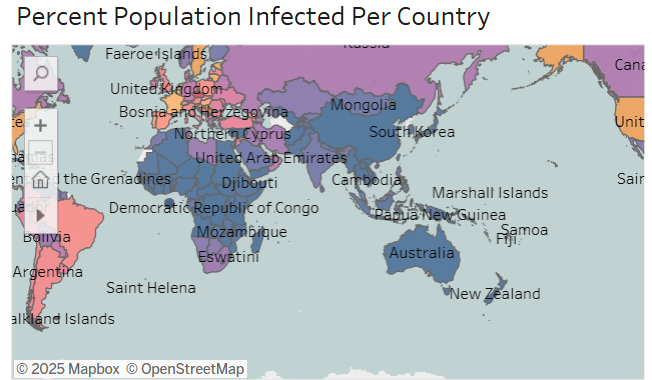 Percent Population Infected Per Country
Russia
Faeroe Islands
Cana
United Kingdom
Bosnia and Herzegovina
Mongolia
Unit
Northern Cyprus
South Korea
United Arab Emirates
nd the Grenadines
Djibouti
Cambodia
Sain
Marshall Islands
Democratic Republic of Congo
Papua New Guinea
Samoa
Mozambique
Fiji
Bolivia
Eswatini
Australia
Argentina
Saint Helena
New Zealand
alkland Islands
© 2025 Mapbox © OpenStreetMap